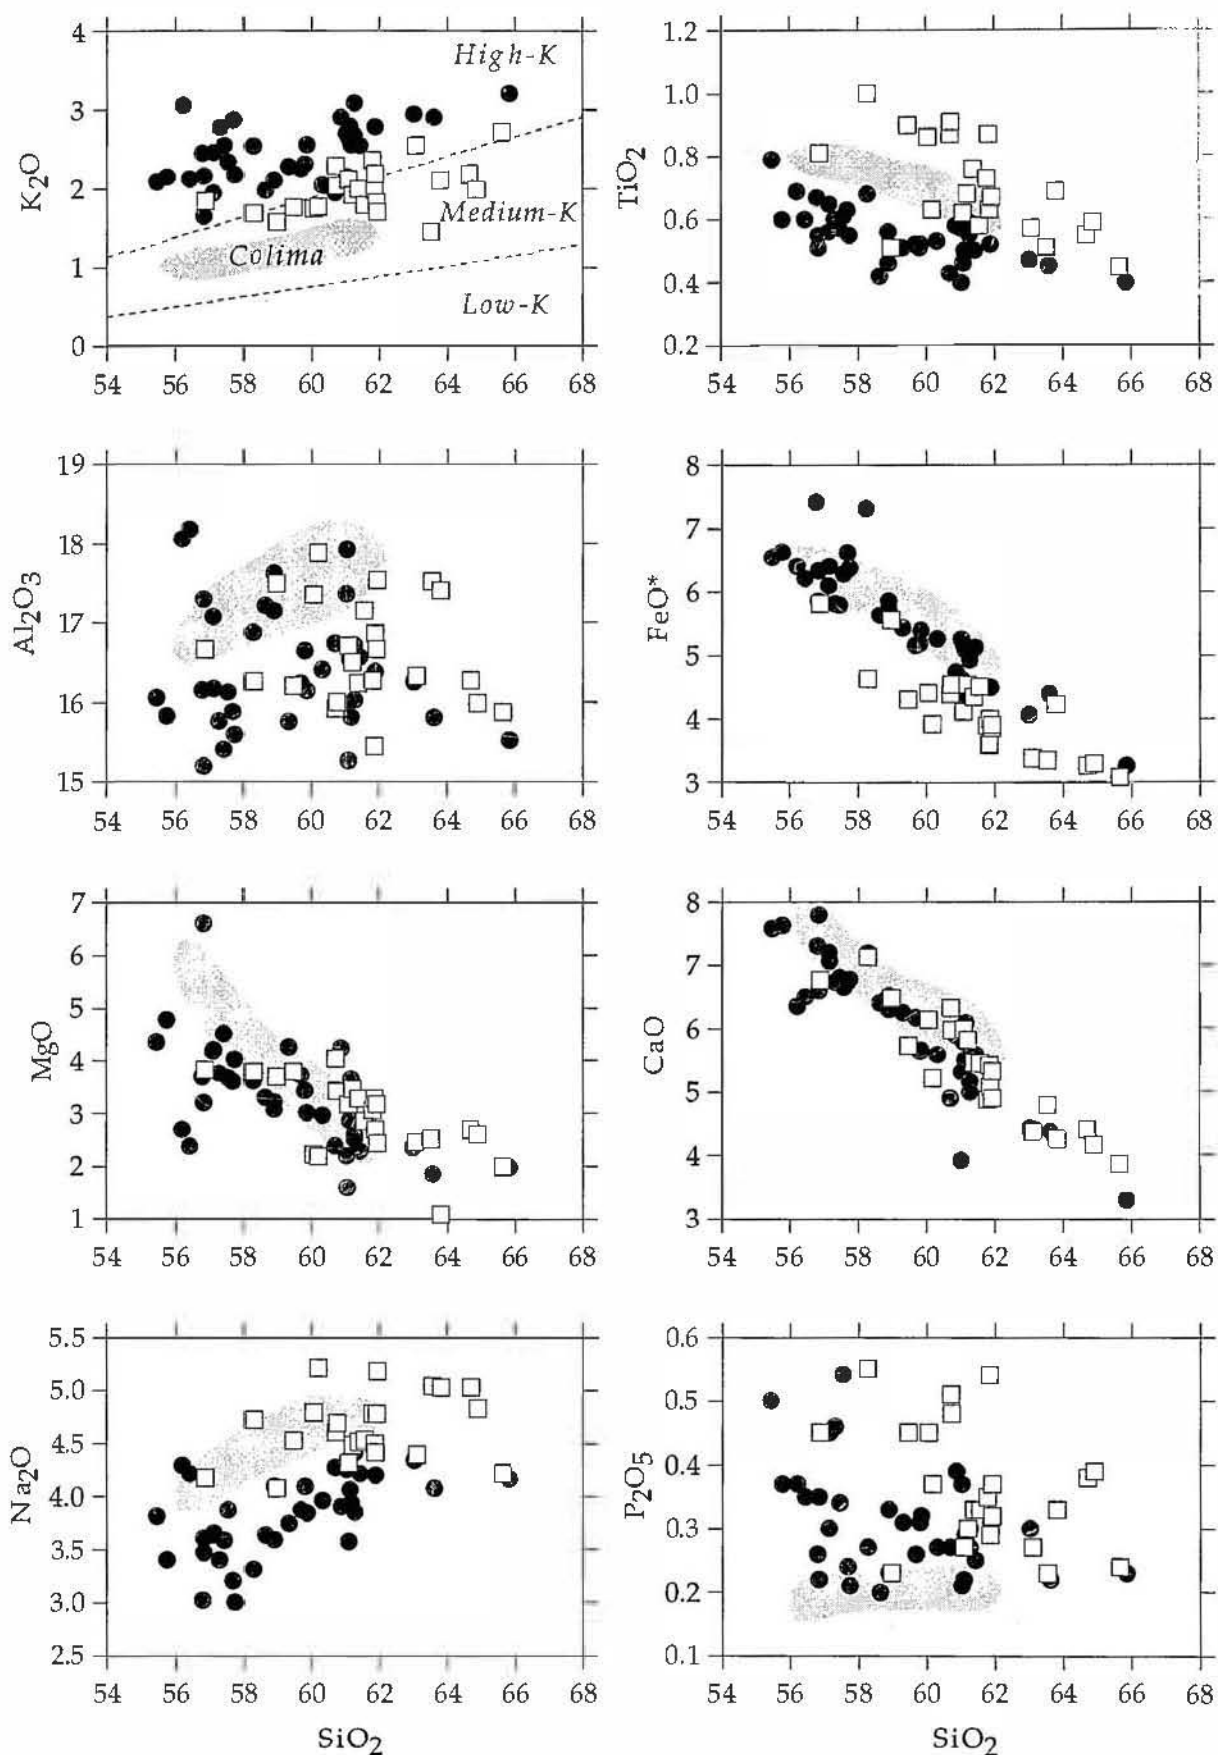 4
3
2
1
0
K₂O
High-K
Medium-K
Colima
Low-K
54 56 58 60 62 64 66 68
1.2
1.0
0.8
0.6
0.4
0.2
TiO₂
54 56 58 60 62 64 66 68
19
18
17
16
15
Al₂O₃
54 56 58 60 62 64 66 68
8
7
6
5
4
3
FeO*
54 56 58 60 62 64 66 68
7
6
5
4
3
2
1
MgO
54 56 58 60 62 64 66 68
8
7
6
5
4
3
CaO
54 56 58 60 62 64 66 68
5.5
5.0
4.5
4.0
3.5
3.0
2.5
Na₂O
54 56 58 60 62 64 66 68
SiO₂
0.6
0.5
0.4
0.3
0.2
0.1
P₂O₅
54 56 58 60 62 64 66 68
SiO₂